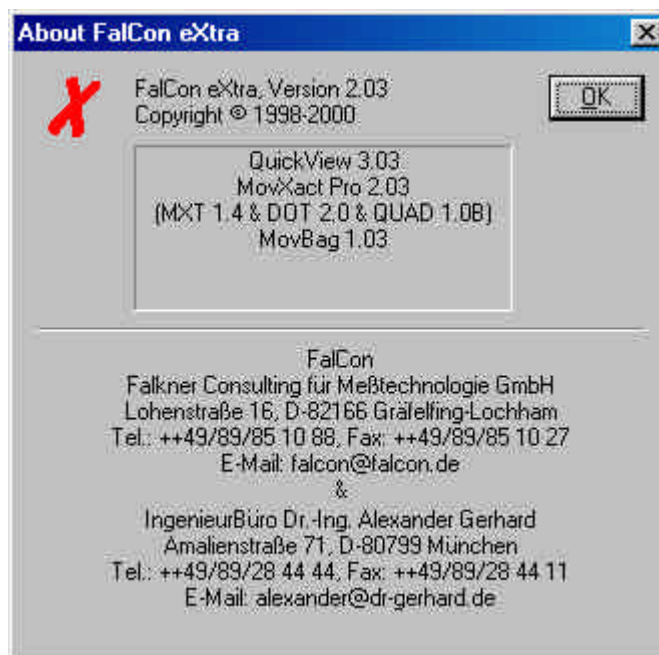 About FalCon eXtra
FalCon eXtra, Version 2.03
Copyright © 1998-2000
OK
QuickView 3.03
MovXact Pro 2.03
(MXT 1.4 & DOT 2.0 & QUAD 1.0B)
MovBag 1.03
FalCon
Falkner Consulting für Meßtechnologie GmbH
Lohenstraße 16, D-82166 Gräfelfing-Lochham
Tel.: ++49/89/85 10 88, Fax: ++49/89/85 10 27
E-Mail: falcon@falcon.de
&
IngenieurBüro Dr.-Ing. Alexander Gerhard
Amalienstraße 71, D-80799 München
Tel.: ++49/89/28 44 44, Fax: ++49/89/28 44 11
E-Mail: alexander@dr-gerhard.de